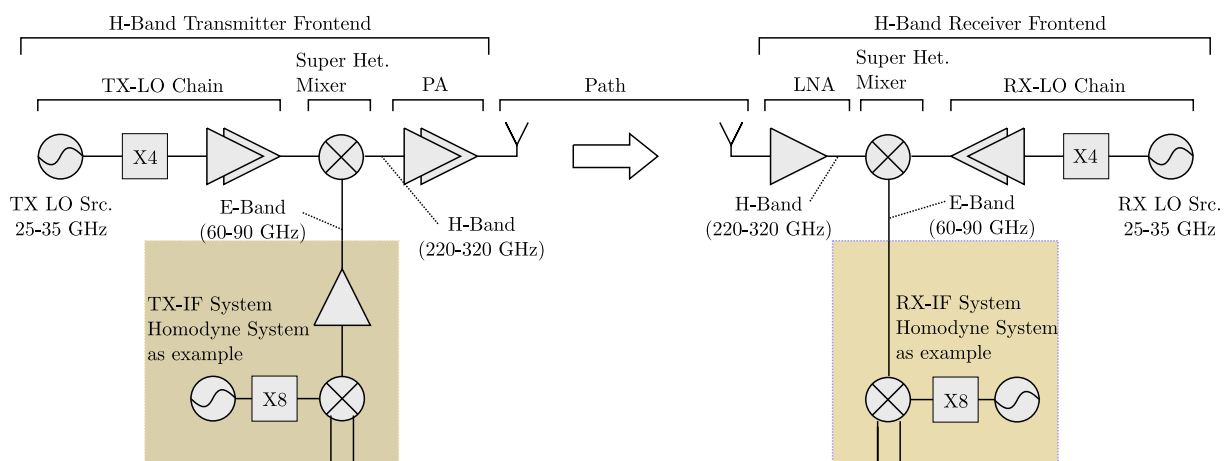 H-Band Transmitter Frontend
H-Band Receiver Frontend
Super Het.
Mixer
TX-LO Chain
PA
Path
LNA
Super Het.
Mixer
RX-LO Chain
X4
X4
TX LO Src.
25-35 GHz
E-Band
(60-90 GHz)
H-Band
(220-320 GHz)
H-Band
(220-320 GHz)
E-Band
(60-90 GHz)
RX LO Src.
25-35 GHz
TX-IF System
Homodyne System
as example
X8
RX-IF System
Homodyne System
as example
X8